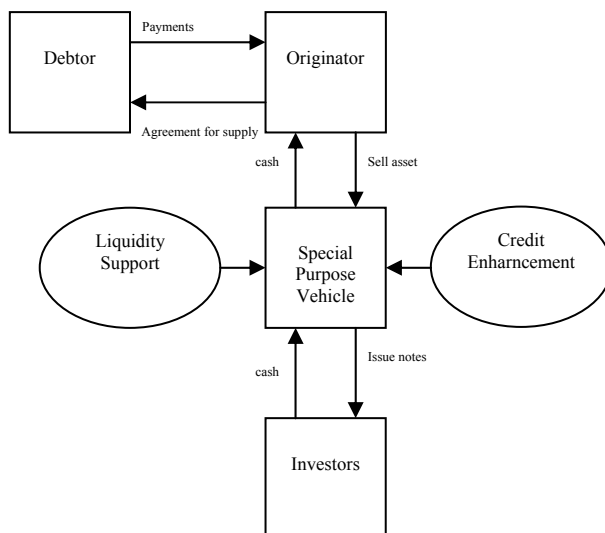 Payments
Debtor
Originator
Agreement for supply
cash
Sell asset
Liquidity
Support
Special
Purpose
Vehicle
Credit
Enharncement
cash
Issue notes
Investors